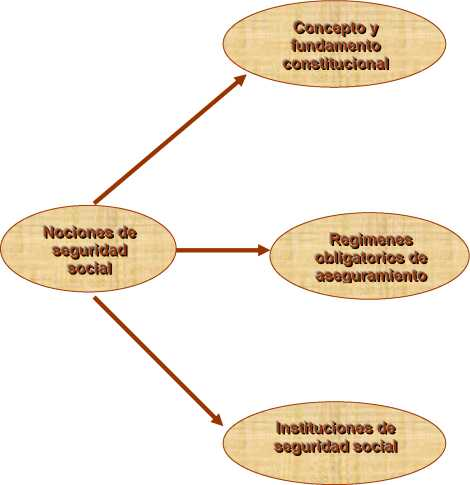 Concepto y
fundamento
constitucional
Nociones de
seguridad
social
Regimenes
obligatorios de
aseguramiento
Instituciones de
seguridad social